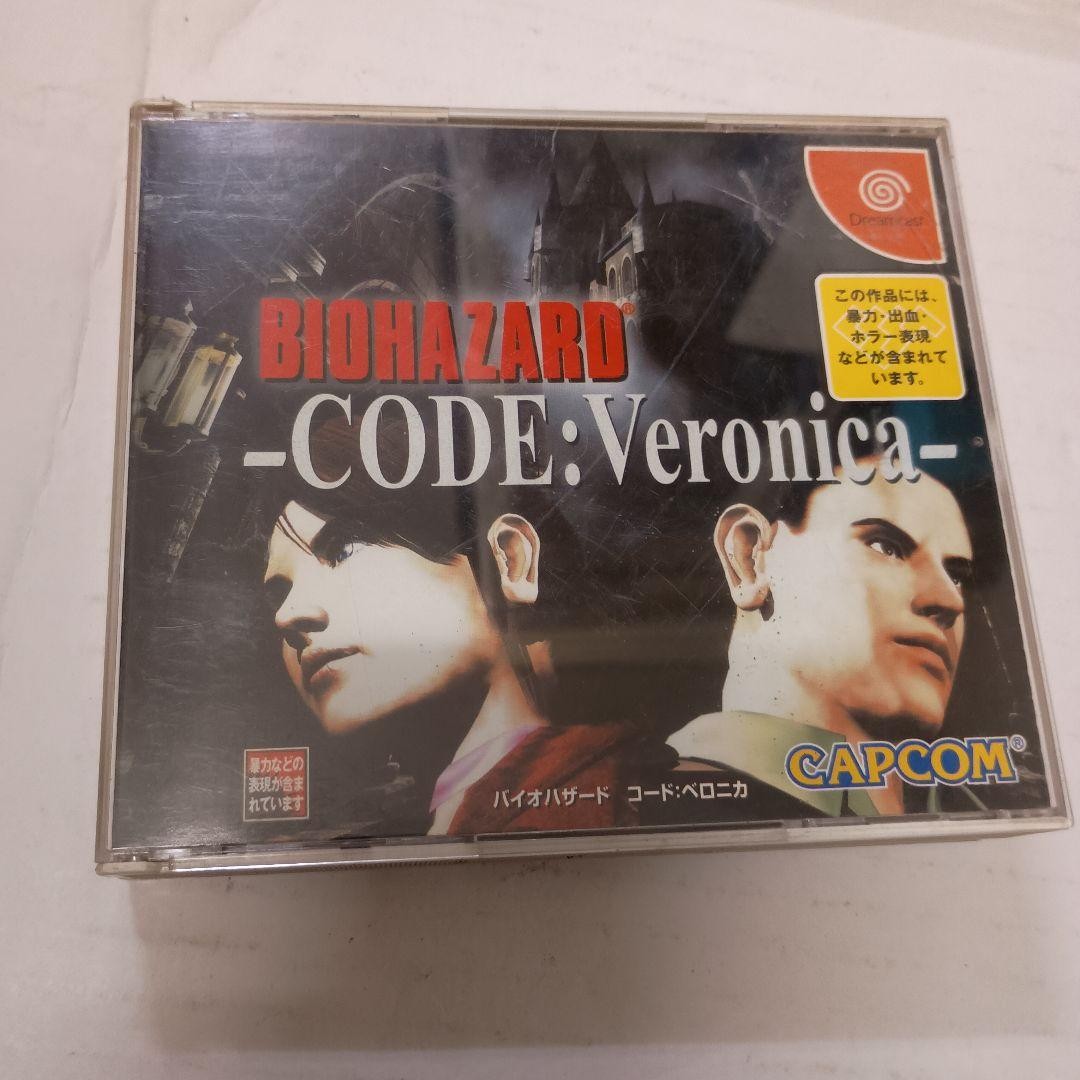 Dreamcast
この作品には、
暴力・出血・
ホラー表現
などが含まれて
います。
BIOHAZARD®
-CODE:Veronica-
CAPCOM®
暴力などの
表現が含ま
れています
バイオハザード コード:ベロニカ